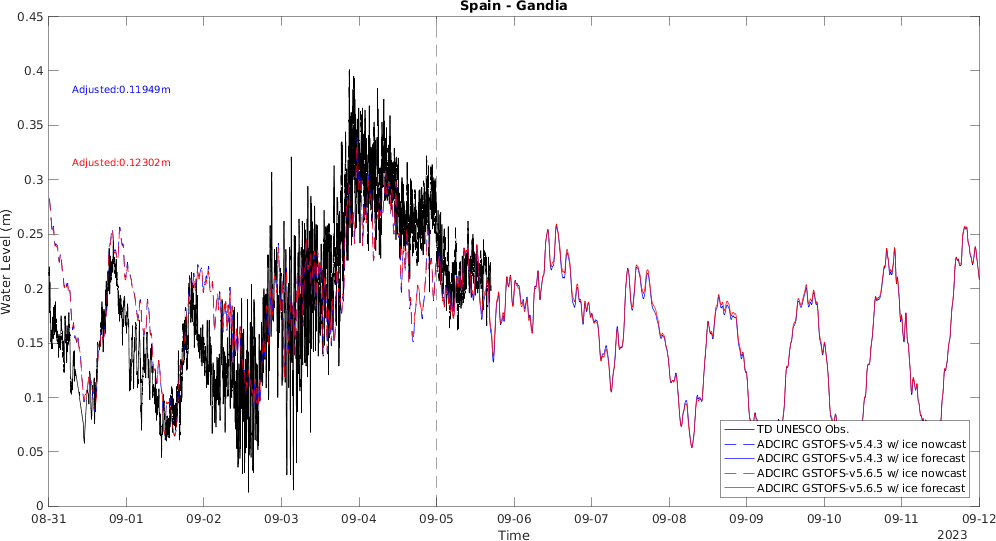 Spain - Gandia
0.45
0.4
0.35
0.3
0.25
0.2
0.15
0.1
0.05
0
Water Level (m)
Adjusted:0.11949m
Adjusted:0.12302m
TD UNESCO Obs.
ADCIRC GSTOFS-v5.4.3 w/ ice nowcast
ADCIRC GSTOFS-v5.4.3 w/ ice forecast
ADCIRC GSTOFS-v5.6.5 w/ ice nowcast
ADCIRC GSTOFS-v5.6.5 w/ ice forecast
08-31 09-01 09-02 09-03 09-04 09-05 09-06 09-07 09-08 09-09 09-10 09-11 09-12
Time
2023